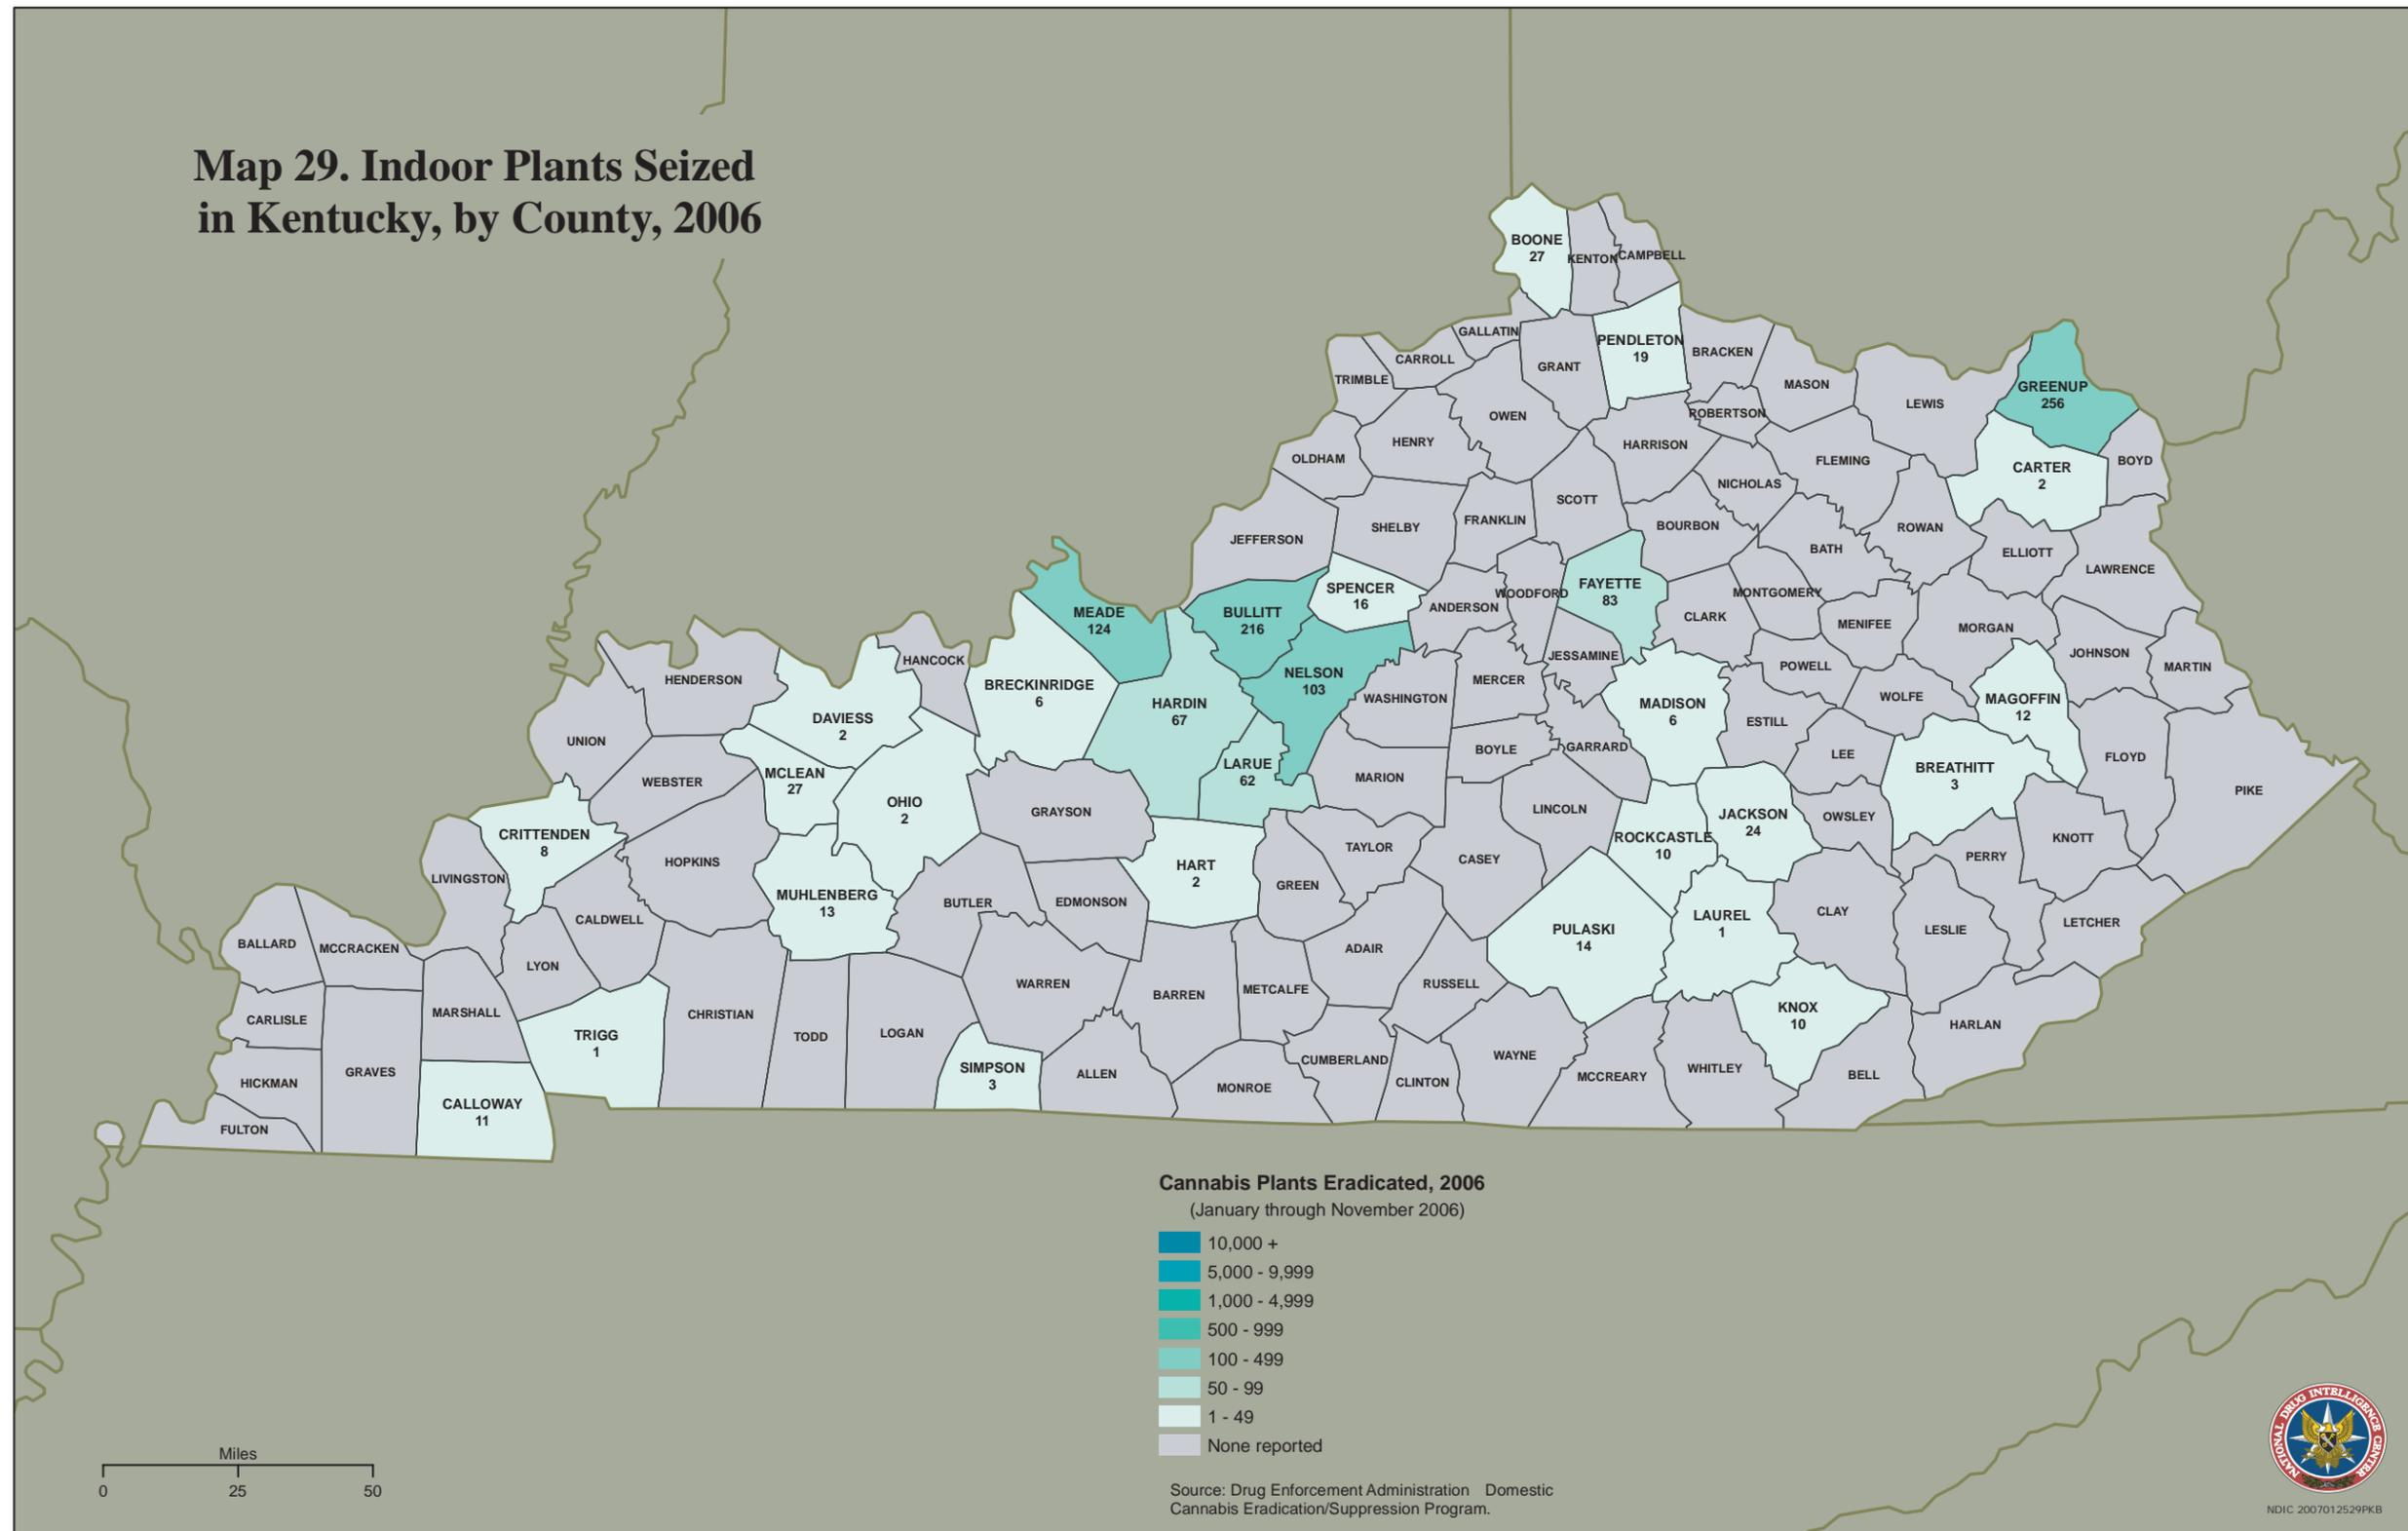 Map 29. Indoor Plants Seized
in Kentucky, by County, 2006
BOONE
27
KENTON
CAMPBELL
GALLATIN
PENDLETON
19
BRACKEN
CARROLL
GRANT
TRIMBLE
MASON
GREENUP
256
LEWIS
OWEN
ROBERTSON
HENRY
HARRISON
OLDHAM
FLEMING
BOYD
CARTER
2
NICHOLAS
SCOTT
FRANKLIN
SHELBY
BOURBON
ROWAN
JEFFERSON
BATH
ELLIOTT
LAWRENCE
SPENCER
16
FAYETTE
83
WOODFORD
MONTGOMERY
MEADE
124
BULLITT
216
ANDERSON
CLARK
MENIFEE
MORGAN
JESSAMINE
JOHNSON
HANCOCK
POWELL
MARTIN
HENDERSON
NELSON
103
MERCER
BRECKINRIDGE
6
WASHINGTON
WOLFE
MAGOFFIN
12
HARDIN
67
MADISON
6
DAVIESS
2
ESTILL
UNION
BOYLE
GARRARD
LEE
FLOYD
LARUE
62
BREATHITT
3
WEBSTER
MCLEAN
27
MARION
PIKE
OHIO
2
GRAYSON
LINCOLN
JACKSON
24
OWSLEY
CRITTENDEN
8
ROCKCASTLE
10
KNOTT
TAYLOR
HOPKINS
CASEY
PERRY
HART
2
LIVINGSTON
GREEN
MUHLENBERG
13
BUTLER
EDMONSON
CLAY
CALDWELL
LAUREL
1
LETCHER
PULASKI
14
LESLIE
BALLARD
MCCRACKEN
ADAIR
LYON
WARREN
RUSSELL
METCALFE
BARREN
KNOX
10
MARSHALL
CHRISTIAN
CARLISLE
HARLAN
LOGAN
TRIGG
1
TODD
WAYNE
CUMBERLAND
SIMPSON
3
WHITLEY
GRAVES
ALLEN
BELL
MCCREARY
HICKMAN
CLINTON
MONROE
CALLOWAY
11
FULTON
Cannabis Plants Eradicated, 2006
(January through November 2006)
10,000 +
5,000 - 9,999
1,000 - 4,999
500 - 999
100 - 499
50 - 99
1 - 49
None reported
Miles
0 25 50
Source: Drug Enforcement Administration Domestic
Cannabis Eradication/Suppression Program.
NATIONAL DRUG INTELLIGENCE CENTER
NDIC 2007012529PKB